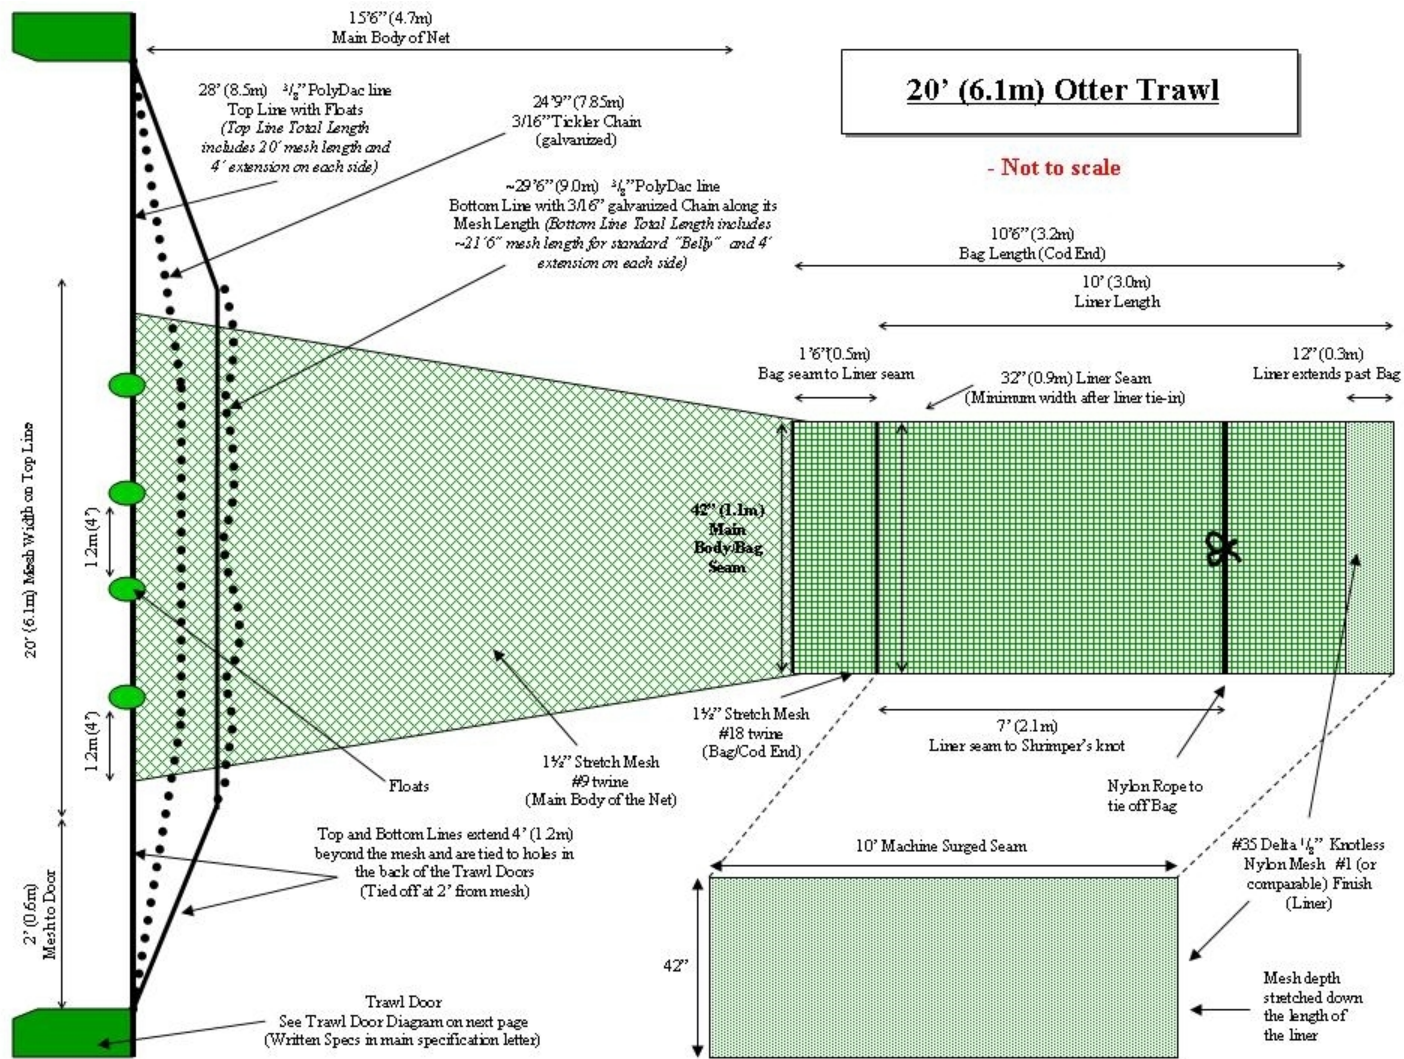 15'6" (4.7m)
Main Body of Net
20' (6.1m) Otter Trawl
- Not to scale
28' (8.5m) 3/8" PolyDac line
Top Line with Floats
(Top Line Total Length
includes 20' mesh length and
4' extension on each side)
24'9" (7.85m)
3/16" Tickler Chain
(galvanized)
~29'6" (9.0m) 3/8" PolyDac line
Bottom Line with 3/16" galvanized Chain along its
Mesh Length (Bottom Line Total Length includes
~21'6" mesh length for standard "Belly" and 4'
extension on each side)
10'6" (3.2m)
Bag Length (Cod End)
10' (3.0m)
Liner Length
1'6"(0.5m)
Bag seam to Liner seam
32" (0.9m) Liner Seam
(Minimum width after liner tie-in)
12" (0.3m)
Liner extends past Bag
20' (6.1m) Mesh Width on Top Line
1.2m (4')
1.2m (4')
42" (1.1m)
Main
Body/Bag
Seam
1½" Stretch Mesh
#18 twine
(Bag/Cod End)
7' (2.1m)
Liner seam to Shrimper's knot
1½" Stretch Mesh
#9 twine
(Main Body of the Net)
Floats
Nylon Rope to
tie off Bag
Top and Bottom Lines extend 4' (1.2m)
beyond the mesh and are tied to holes in
the back of the Trawl Doors
(Tied off at 2' from mesh)
2' (0.6m)
Mesh to Door
10' Machine Surged Seam
#35 Delta 1/8" Knotless
Nylon Mesh #1 (or
comparable) Finish
(Liner)
42"
Mesh depth
stretched down
the length of
the liner
Trawl Door
See Trawl Door Diagram on next page
(Written Specs in main specification letter)